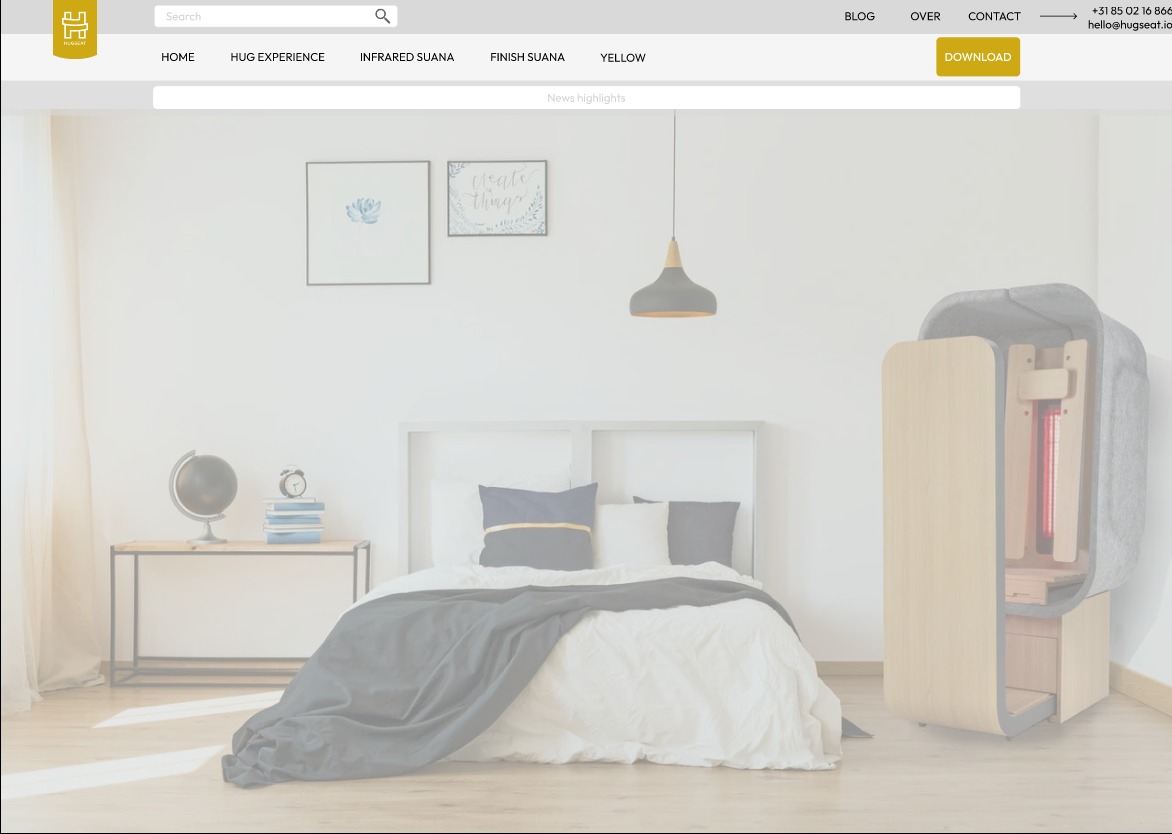 HUGSEAT
Search
BLOG OVER CONTACT
+31 85 02 16 866
hello@hugseat.io
HOME HUG EXPERIENCE INFRARED SUANA FINISH SUANA YELLOW
DOWNLOAD
News highlights
create
things